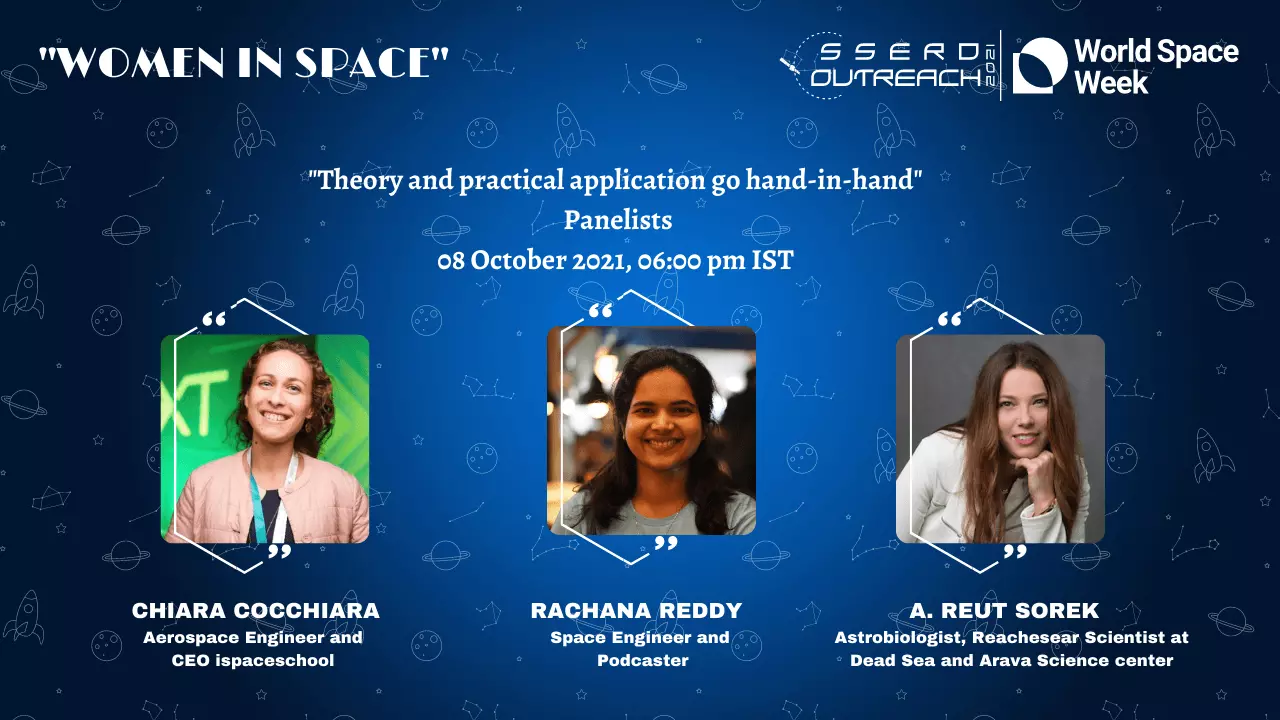 "WOMEN IN SPACE"
SSERD
OUTREACH
2021
World Space
Week
"Theory and practical application go hand-in-hand"
Panelists
08 October 2021, 06:00 pm IST
XT
CHIARA COCCHIARA
Aerospace Engineer and
CEO ispaceschool
RACHANA REDDY
Space Engineer and
Podcaster
A. REUT SOREK
Astrobiologist, Reachesear Scientist at
Dead Sea and Arava Science center